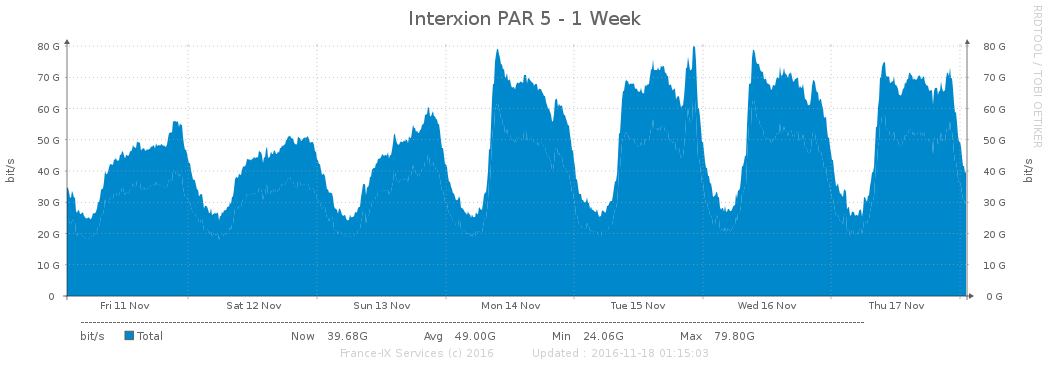 Interxion PAR 5 - 1 Week
RRDTOOL / TOBI OETIKER
bit/s
80 G
70 G
60 G
50 G
40 G
30 G
20 G
10 G
0
80 G
70 G
60 G
50 G
40 G
30 G
20 G
10 G
0 G
bit/s
Fri 11 Nov Sat 12 Nov Sun 13 Nov Mon 14 Nov Tue 15 Nov Wed 16 Nov Thu 17 Nov
bit/s Total Now 39.68G Avg 49.00G Min 24.06G Max 79.80G
France-IX Services (c) 2016 Updated : 2016-11-18 01:15:03